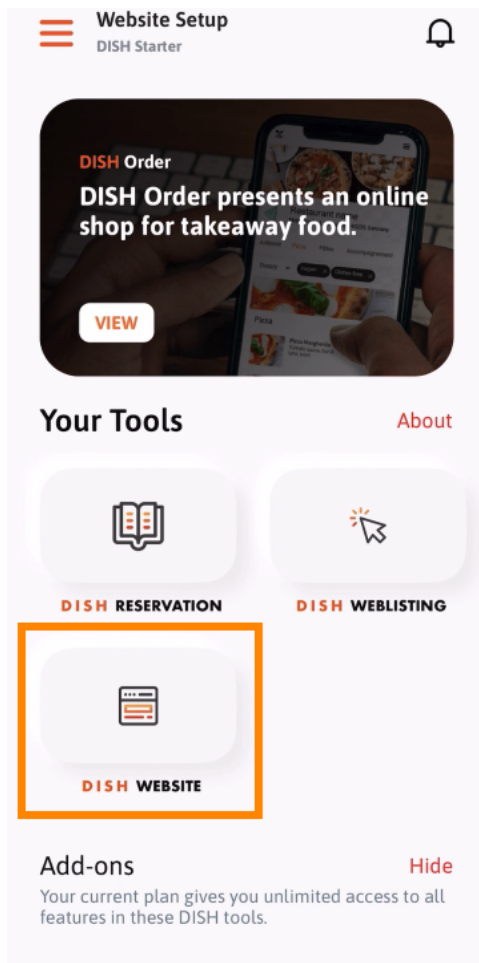 Website Setup
DISH Starter
DISH Order
DISH Order presents an online
shop for takeaway food.
VIEW
Your Tools
About
DISH RESERVATION
DISH WEBLISTING
DISH WEBSITE
Add-ons
Hide
Your current plan gives you unlimited access to all
features in these DISH tools.